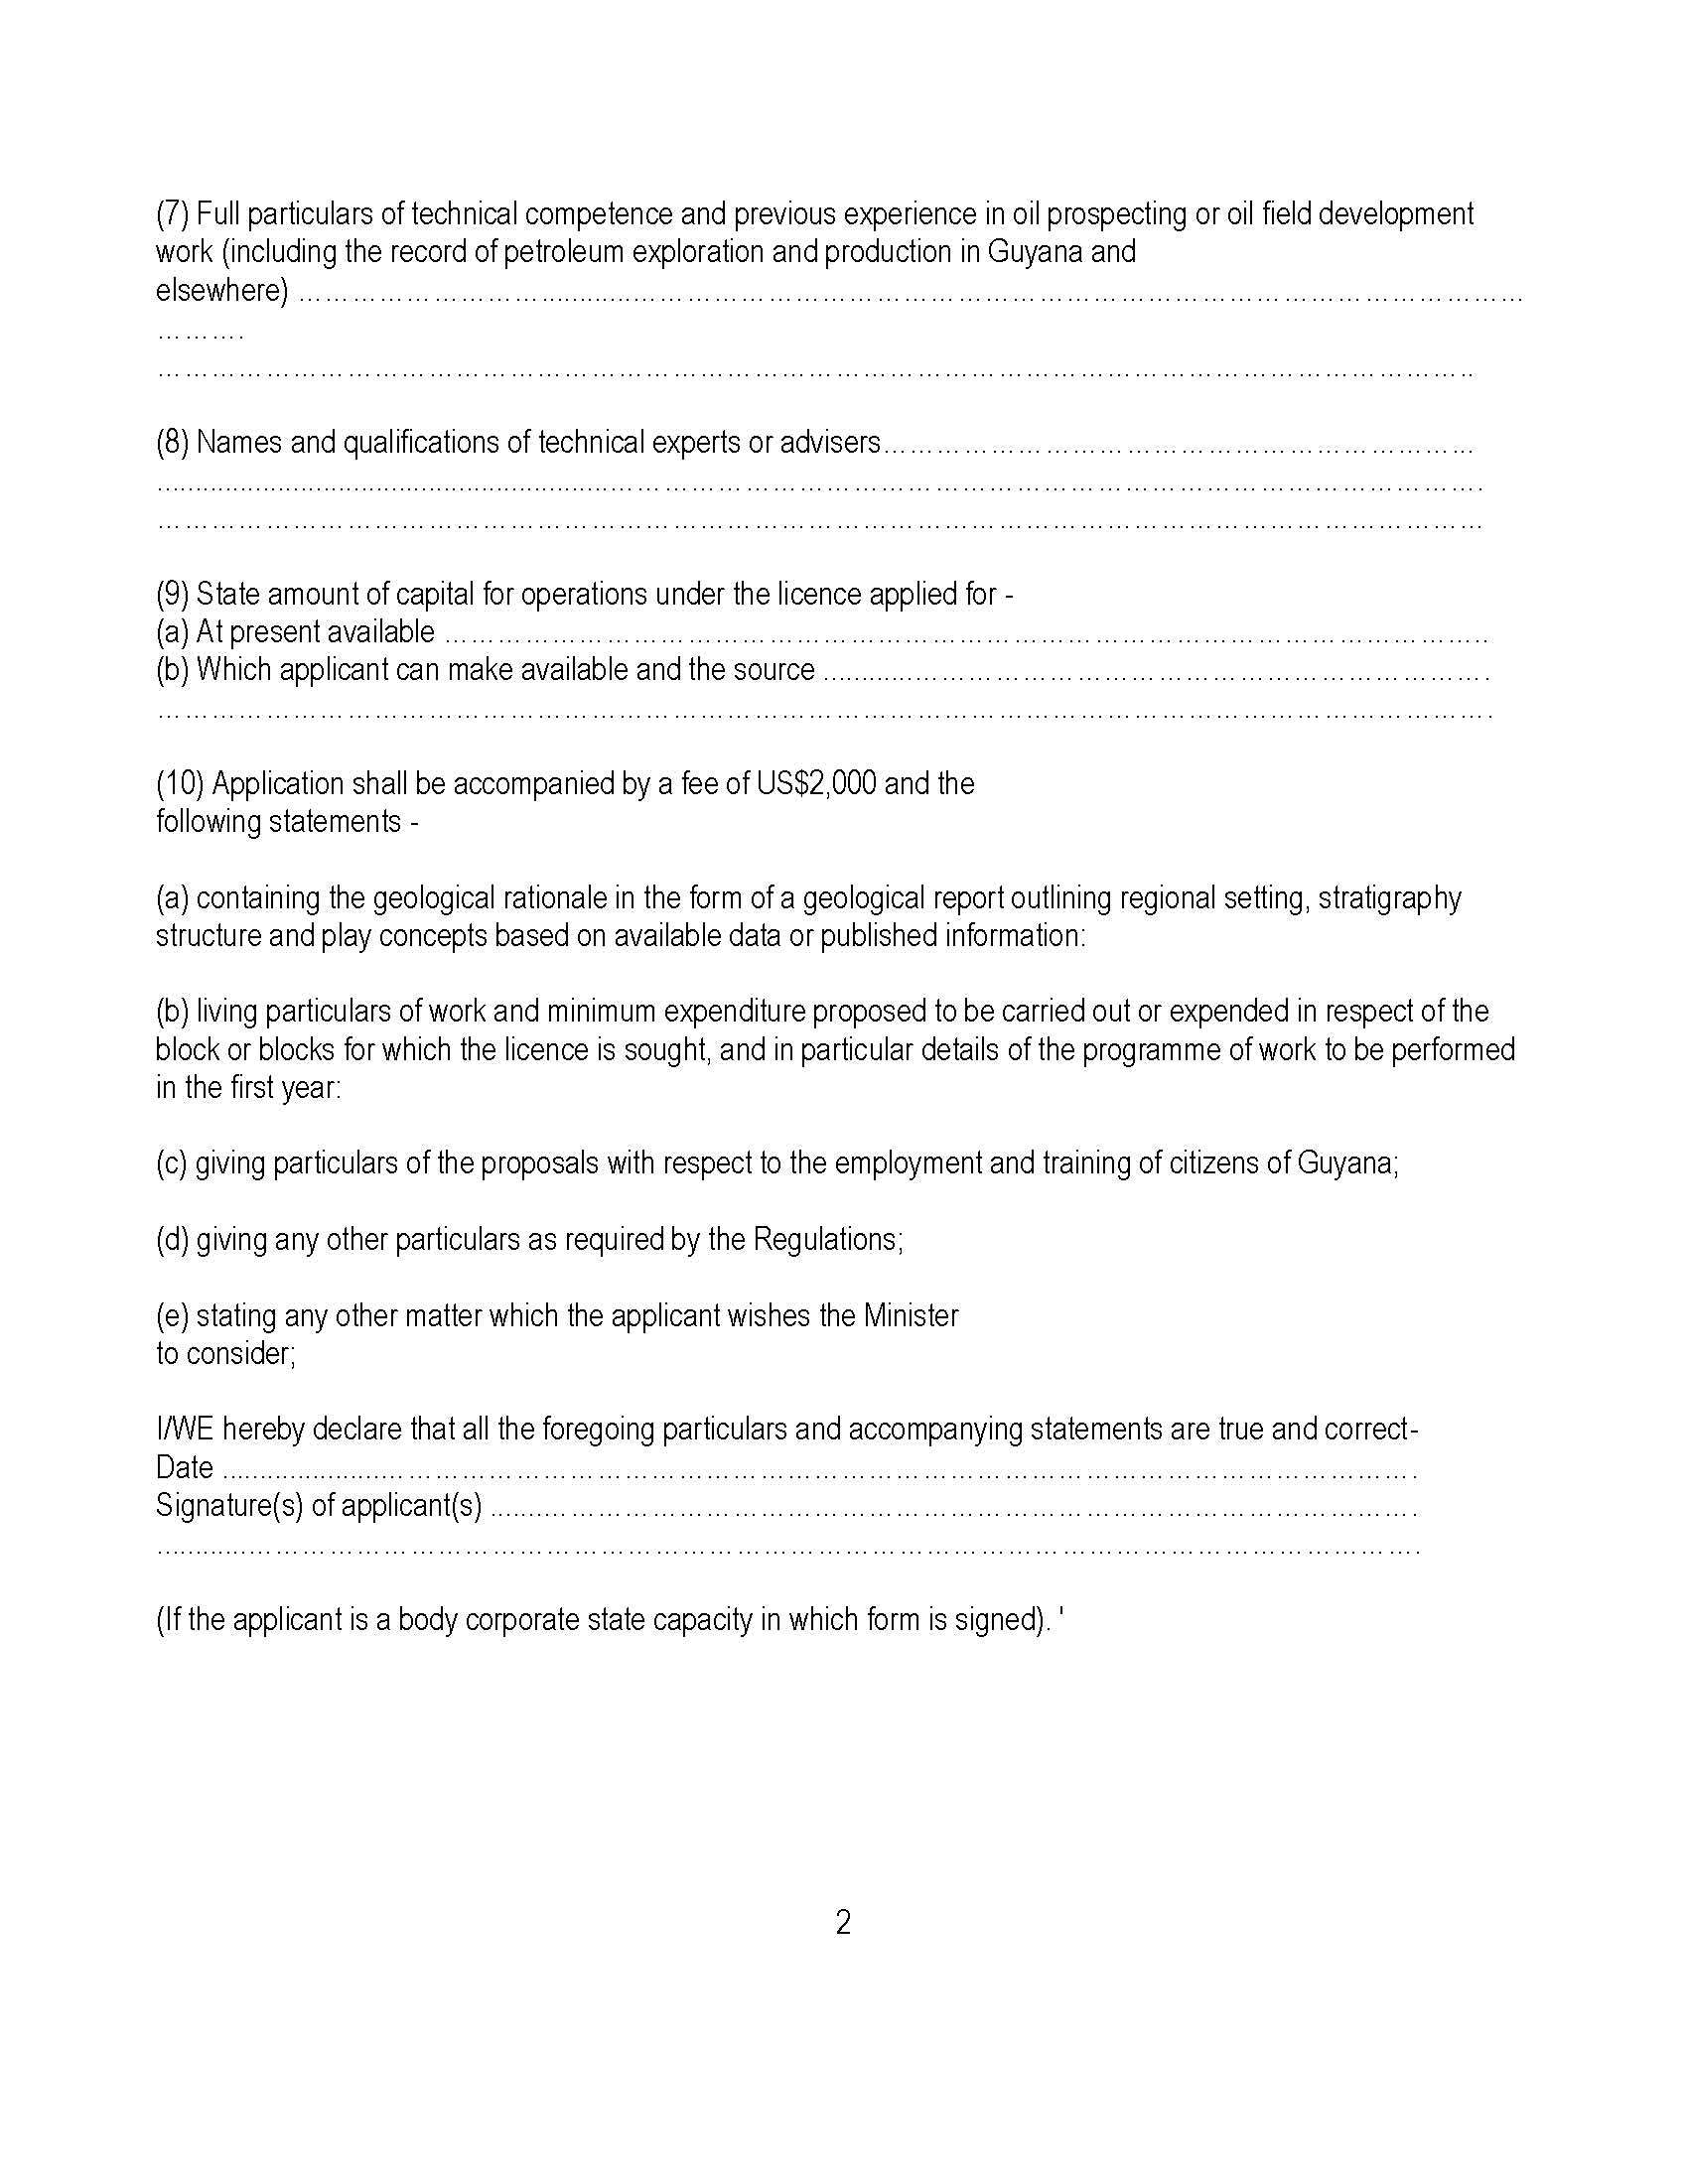 (7) Full particulars of technical competence and previous experience in oil prospecting or oil field development
work (including the record of petroleum exploration and production in Guyana and
elsewhere) ……………………….........…………………………………………………………………………………
……….
………………………………………………………………………………………………………………………………..
(8) Names and qualifications of technical experts or advisers…………………………………………………………
............................................................…………………………………………………………………………………….
…………………………………………………………………………………………………………………………………
(9) State amount of capital for operations under the licence applied for -
(a) At present available ……………………………………………………………………………………………………..
(b) Which applicant can make available and the source ............……………………………………………………….
………………………………………………………………………………………………………………………………….
(10) Application shall be accompanied by a fee of US$2,000 and the
following statements -
(a) containing the geological rationale in the form of a geological report outlining regional setting, stratigraphy
structure and play concepts based on available data or published information:
(b) living particulars of work and minimum expenditure proposed to be carried out or expended in respect of the
block or blocks for which the licence is sought, and in particular details of the programme of work to be performed
in the first year:
(c) giving particulars of the proposals with respect to the employment and training of citizens of Guyana;
(d) giving any other particulars as required by the Regulations;
(e) stating any other matter which the applicant wishes the Minister
to consider;
I/WE hereby declare that all the foregoing particulars and accompanying statements are true and correct-
Date .....................…………………………………………………………………………………………………….
Signature(s) of applicant(s) .........……………………………………………………………………………………….
............……………………………………………………………………………………………………………….
(If the applicant is a body corporate state capacity in which form is signed). '
2